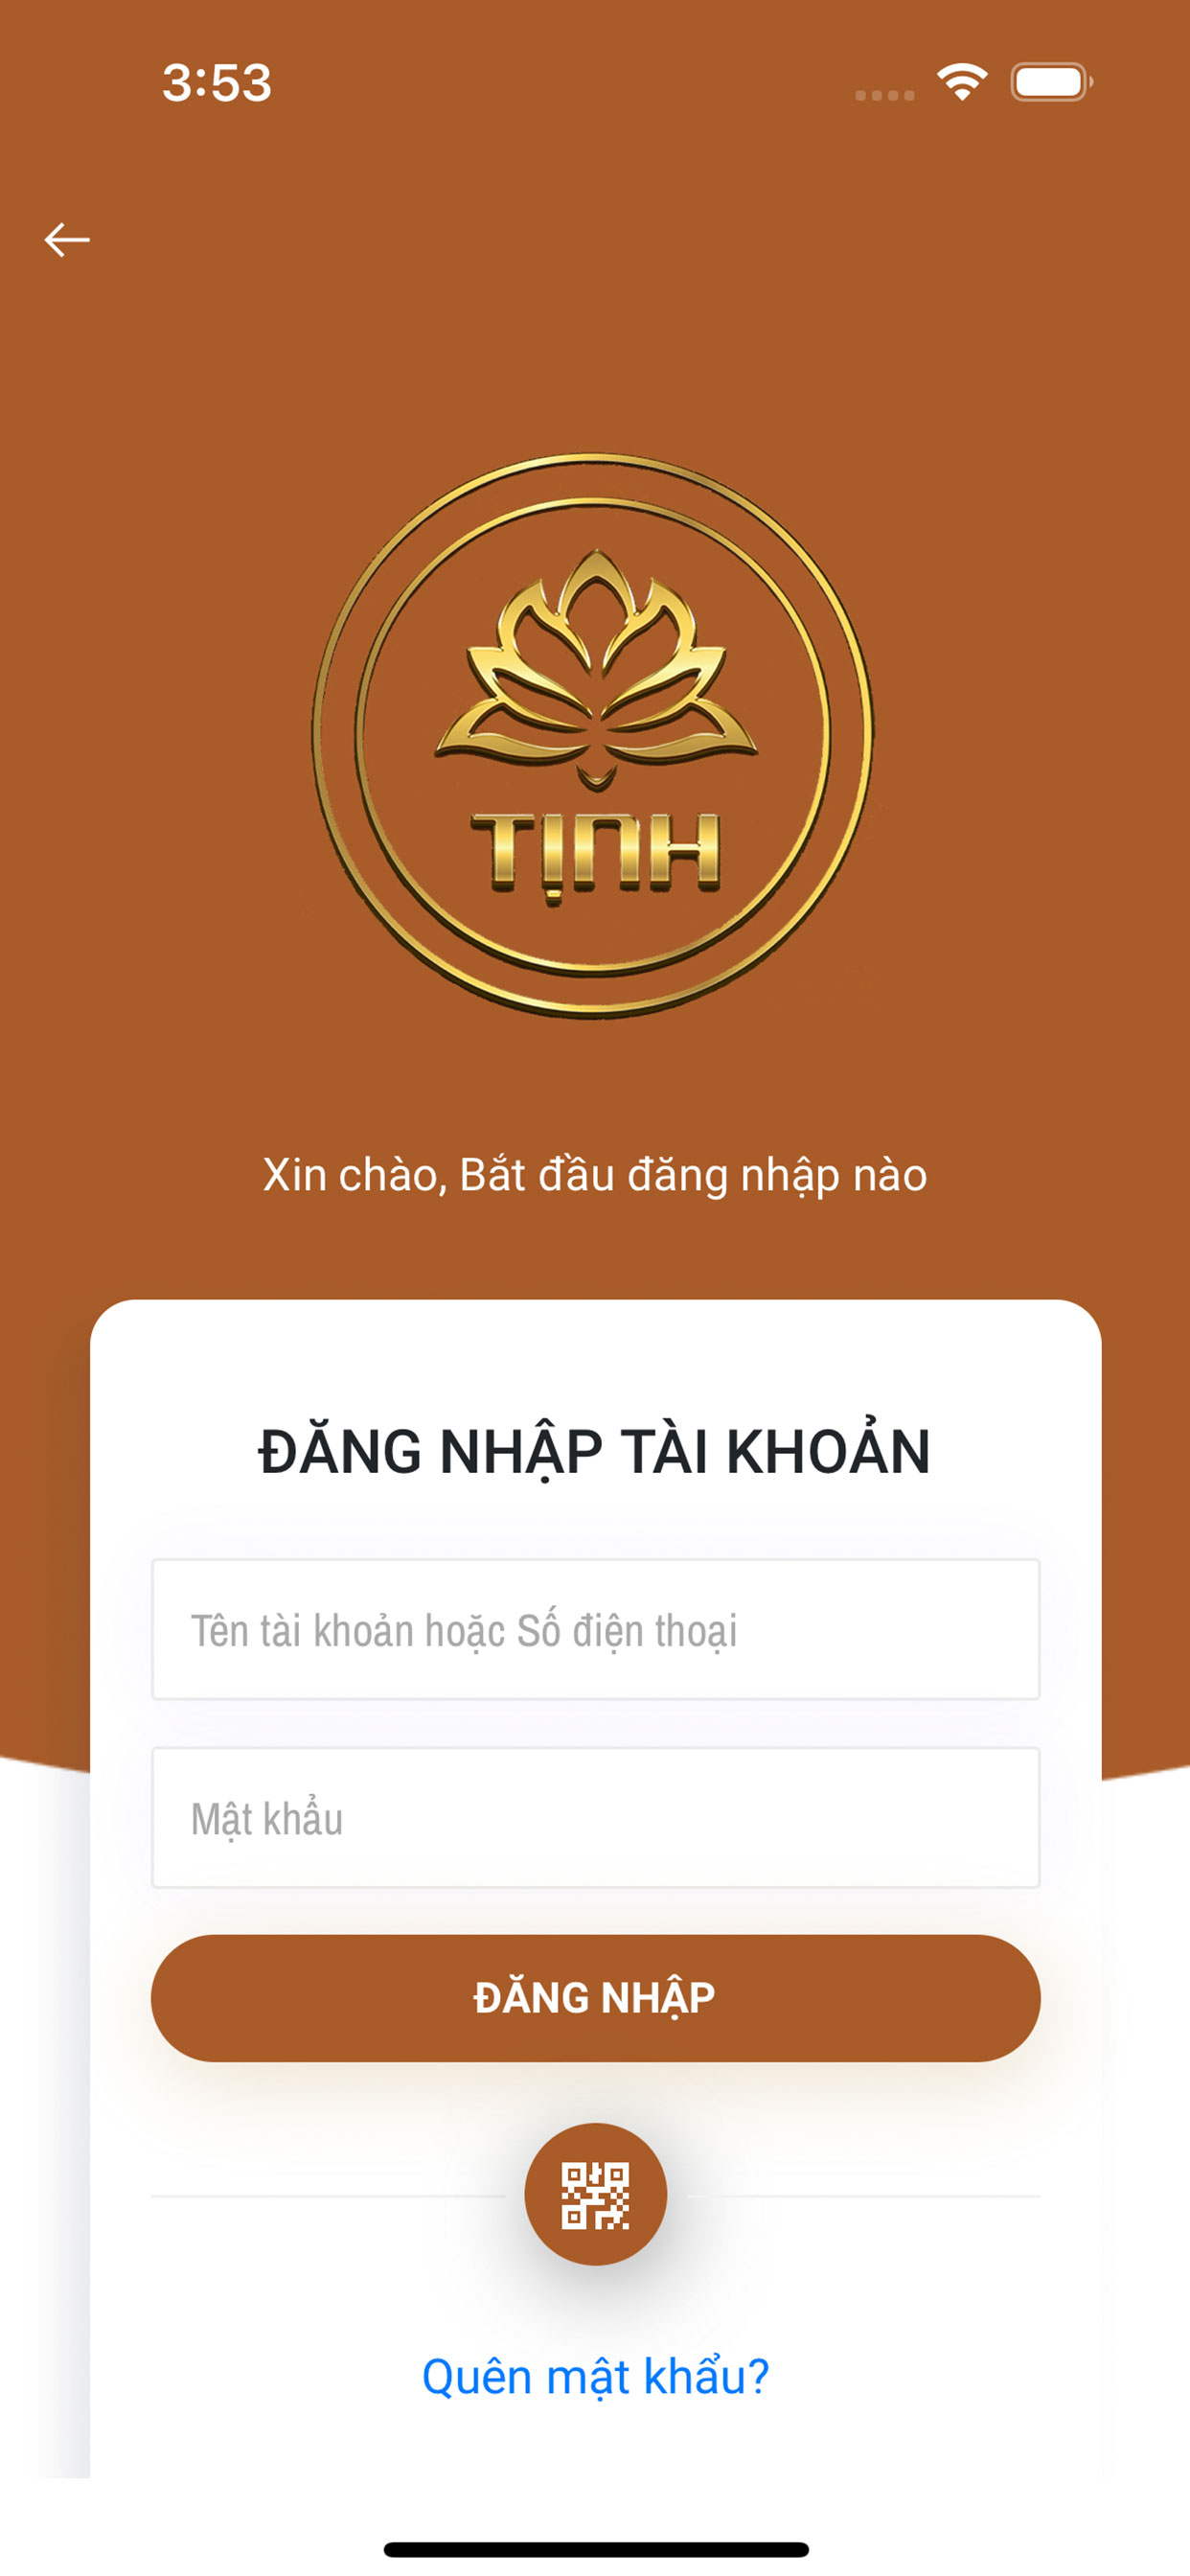 3:53
TỊNH
Xin chào, Bắt đầu đăng nhập nào
ĐĂNG NHẬP TÀI KHOẢN
Tên tài khoản hoặc Số điện thoại
Mật khẩu
ĐĂNG NHẬP
Quên mật khẩu?